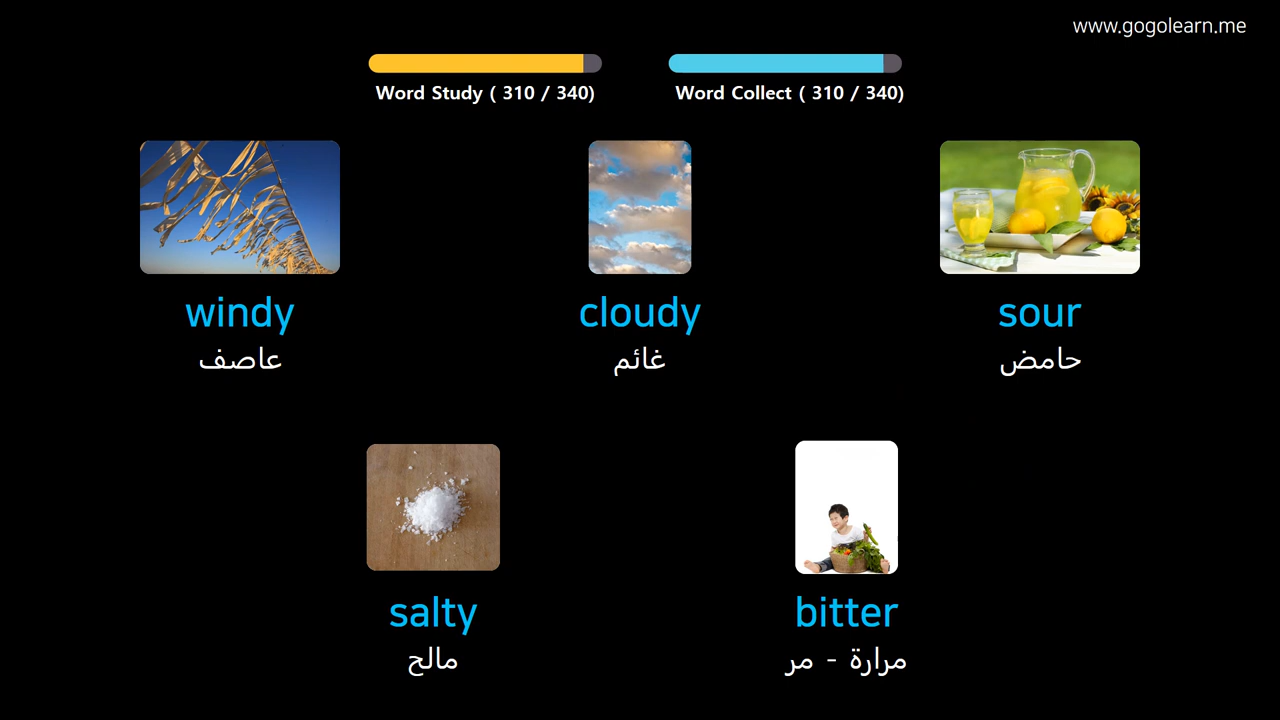 www.gogolearn.me
Word Study ( 310 / 340)
Word Collect ( 310 / 340)
windy
عاصف
cloudy
غائم
sour
حامض
salty
مالح
bitter
مرارة - مر